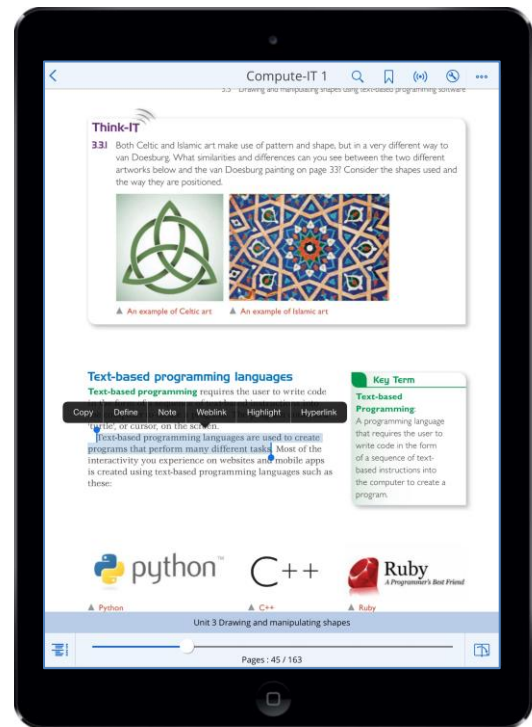 Compute-IT 1
3.3 Drawing and manipulating shapes using text-based programming software
Think-IT
3.3.1 Both Celtic and Islamic art make use of pattern and shape, but in a very different way to
van Doesburg. What similarities and differences can you see between the two different
artworks below and the van Doesburg painting on page 33? Consider the shapes used and
the way they are positioned.
▲ An example of Celtic art ▲ An example of Islamic art
Text-based programming languages
Text-based programming requires the user to write code
Copy Define Note Weblink Highlight Hyperlink
'turtle', or cursor, on the screen.
Text-based programming languages are used to create
programs that perform many different tasks. Most of the
interactivity you experience on websites and mobile apps
is created using text-based programming languages such as
these:
Key Term
Text-based
Programming:
A programming language
that requires the user to
write code in the form
of a sequence of text-
based instructions into
the computer to create a
program.
python™ C++ Ruby
A Programmer's Best Friend
▲ Python ▲ C++ ▲ Ruby
Unit 3 Drawing and manipulating shapes
Pages : 45 / 163